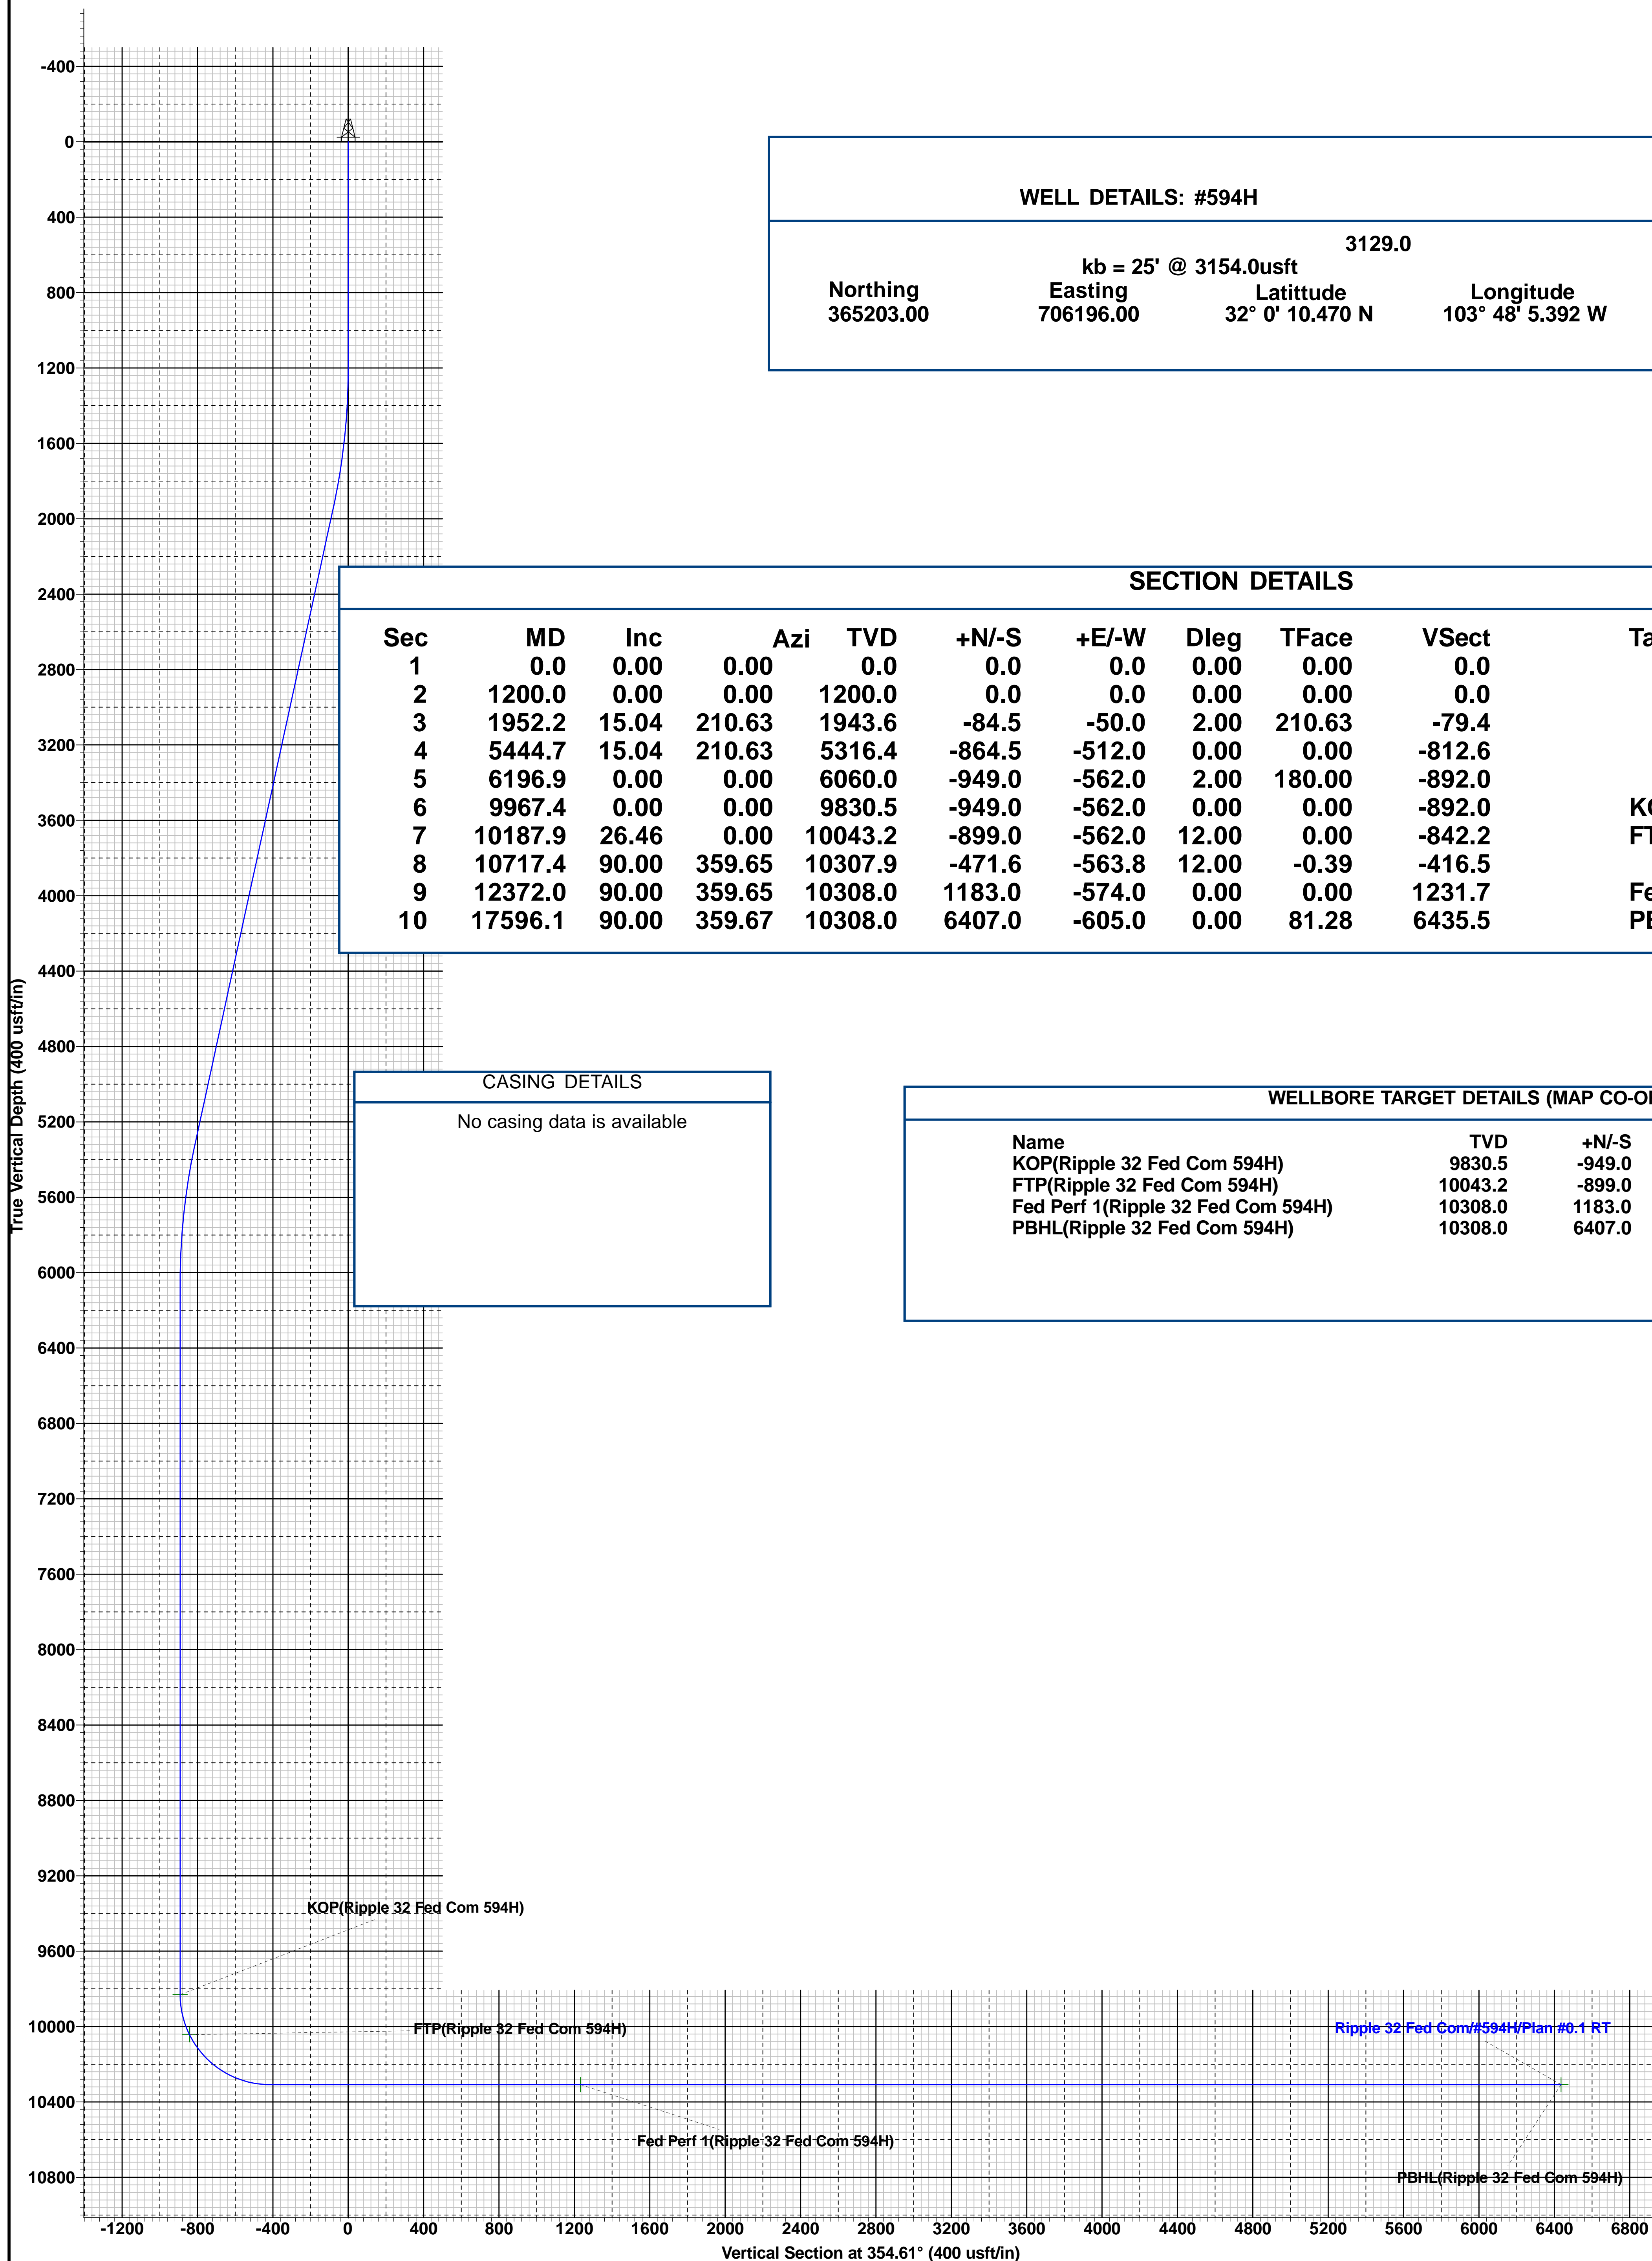 WELL DETAILS: #594H
3129.0
kb = 25' @ 3154.0usft
Northing Easting Latittude Longitude
365203.00 706196.00 32° 0' 10.470 N 103° 48' 5.392 W
SECTION DETAILS
Sec MD Inc Azi TVD +N/-S +E/-W Dleg TFace VSect Ta
1 0.0 0.00 0.00 0.0 0.0 0.0 0.00 0.00 0.0
2 1200.0 0.00 0.00 1200.0 0.0 0.0 0.00 0.00 0.0
3 1952.2 15.04 210.63 1943.6 -84.5 -50.0 2.00 210.63 -79.4
4 5444.7 15.04 210.63 5316.4 -864.5 -512.0 0.00 0.00 -812.6
5 6196.9 0.00 0.00 6060.0 -949.0 -562.0 2.00 180.00 -892.0
6 9967.4 0.00 0.00 9830.5 -949.0 -562.0 0.00 0.00 -892.0 KO
7 10187.9 26.46 0.00 10043.2 -899.0 -562.0 12.00 0.00 -842.2 FT
8 10717.4 90.00 359.65 10307.9 -471.6 -563.8 12.00 -0.39 -416.5
9 12372.0 90.00 359.65 10308.0 1183.0 -574.0 0.00 0.00 1231.7 Fe
10 17596.1 90.00 359.67 10308.0 6407.0 -605.0 0.00 81.28 6435.5 PB
CASING DETAILS
No casing data is available
WELLBORE TARGET DETAILS (MAP CO-O
Name TVD +N/-S
KOP(Ripple 32 Fed Com 594H) 9830.5 -949.0
FTP(Ripple 32 Fed Com 594H) 10043.2 -899.0
Fed Perf 1(Ripple 32 Fed Com 594H) 10308.0 1183.0
PBHL(Ripple 32 Fed Com 594H) 10308.0 6407.0
True Vertical Depth (400 usft/in)
-400
0
400
800
1200
1600
2000
2400
2800
3200
3600
4000
4400
4800
5200
5600
6000
6400
6800
7200
7600
8000
8400
8800
9200
9600
10000
10400
10800
KOP(Ripple 32 Fed Com 594H)
FTP(Ripple 32 Fed Com 594H)
Ripple 32 Fed Com/#594H/Plan #0.1 RT
Fed Perf 1(Ripple 32 Fed Com 594H)
PBHL(Ripple 32 Fed Com 594H)
-1200 -800 -400 0 400 800 1200 1600 2000 2400 2800 3200 3600 4000 4400 4800 5200 5600 6000 6400 6800
Vertical Section at 354.61° (400 usft/in)